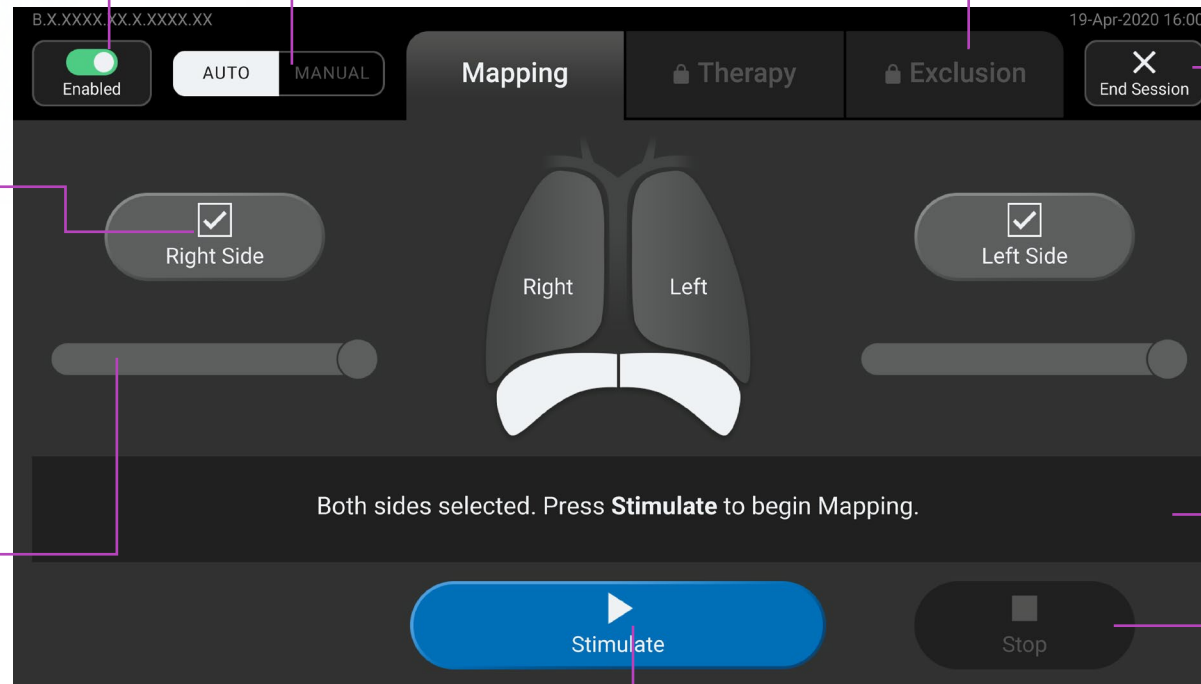 B.X.XXXX.XX.X.XXXX.XX
19-Apr-2020 16:00
Enabled
AUTO
MANUAL
Mapping
Therapy
Exclusion
End Session
Right Side
Left Side
Right
Left
Both sides selected. Press Stimulate to begin Mapping.
Stimulate
Stop